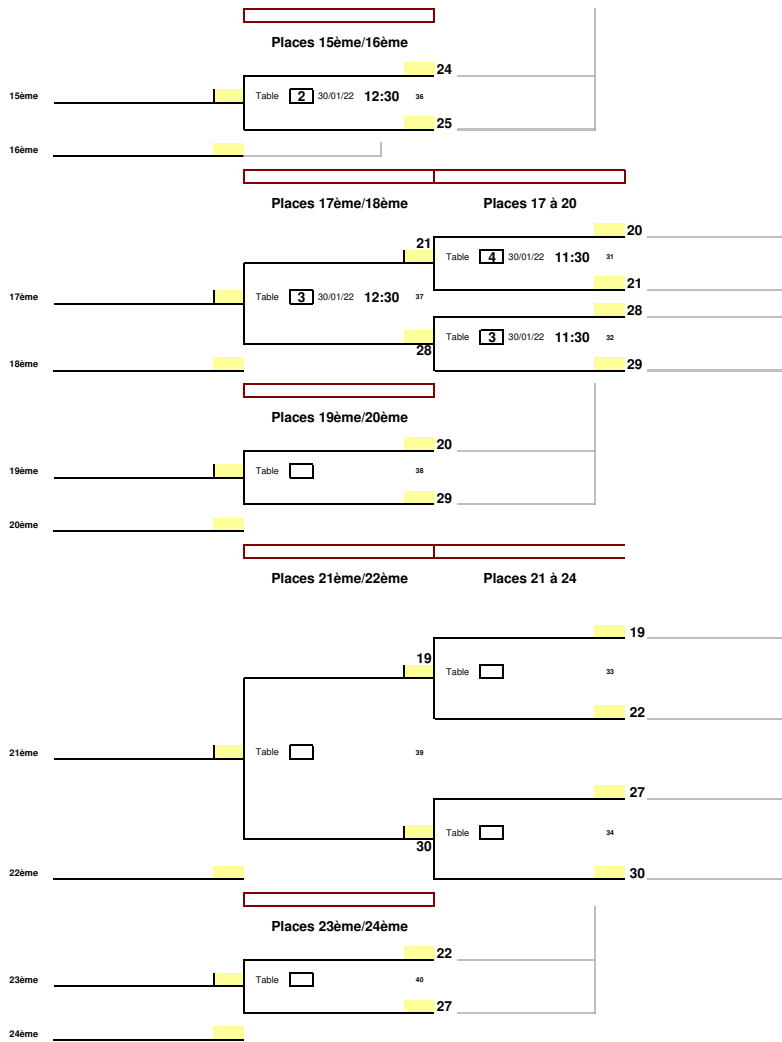 Places 15ème/16ème
24
15ème Table 2 30/01/22 12:30 36
25
16ème
Places 17ème/18ème Places 17 à 20
20
21 Table 4 30/01/22 11:30 31
21
17ème Table 3 30/01/22 12:30 37
28
28 Table 3 30/01/22 11:30 32
18ème 29
Places 19ème/20ème
20
19ème Table 38
29
20ème
Places 21ème/22ème Places 21 à 24
19
19 Table 33
22
21ème Table 39
27
30 Table 34
22ème 30
Places 23ème/24ème
22
23ème Table 40
27
24ème